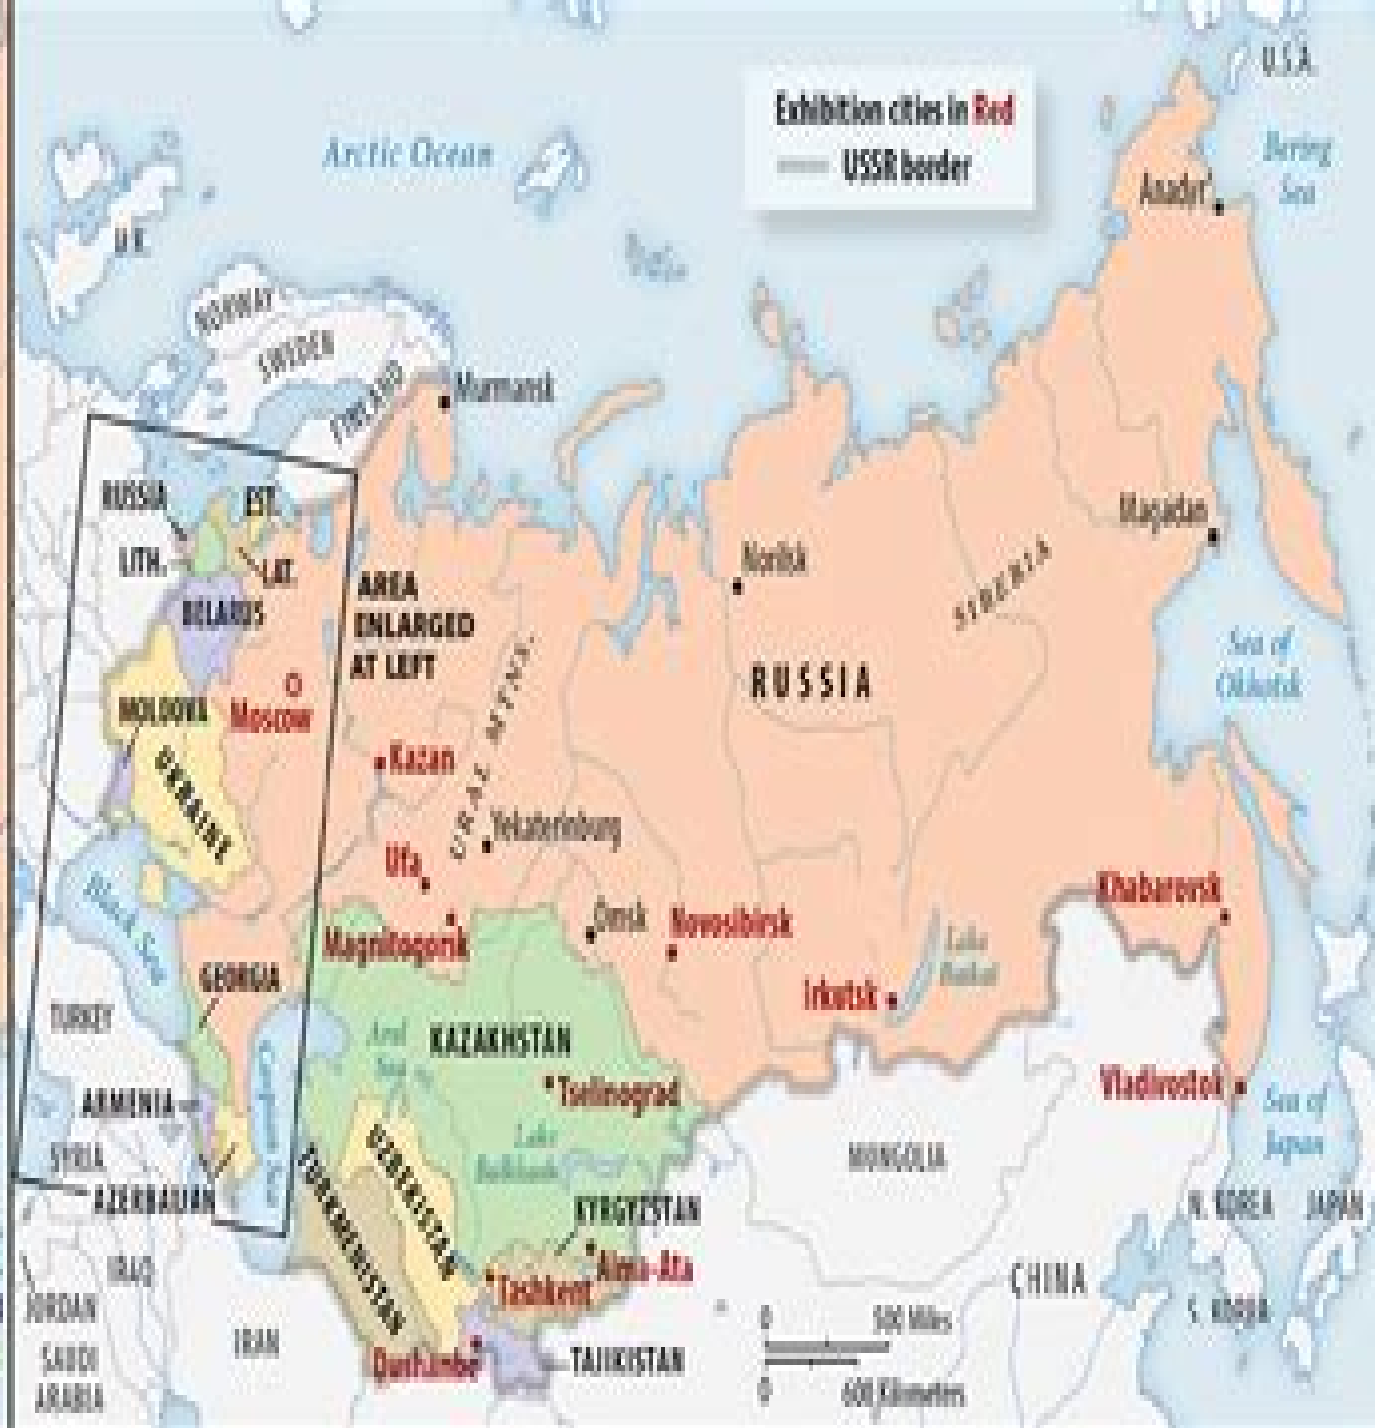 U.S.A.
Exhibition cities in Red
USSR border
Arctic Ocean
Bering
Sea
Anadyr'
U.K.
NORWAY
SWEDEN
FINLAND
Murmansk
RUSSIA
EST.
LITH.
LAT.
BELARUS
AREA
ENLARGED
AT LEFT
Magadan
Norilsk
SIBERIA
RUSSIA
Sea of
Okhotsk
MOLDOVA
Moscow
URAL MTNS.
Kazan
UKRAINE
Yekaterinburg
Ufa
Black Sea
Khabarovsk
Omsk
Novosibirsk
Magnitogorsk
Lake
Baikal
GEORGIA
Irkutsk
TURKEY
Aral
Sea
KAZAKHSTAN
Caspian Sea
Tselinograd
Vladivostok
Sea of
Japan
ARMENIA
SYRIA
AZERBAIJAN
Lake
Balkhash
MONGOLIA
TURKMENISTAN
UZBEKISTAN
KYRGYZSTAN
N. KOREA
JAPAN
IRAQ
Alma-Ata
Tashkent
CHINA
JORDAN
S. KOREA
0
500 Miles
IRAN
SAUDI
ARABIA
Dushanbe
TAJIKISTAN
0
600 Kilometers